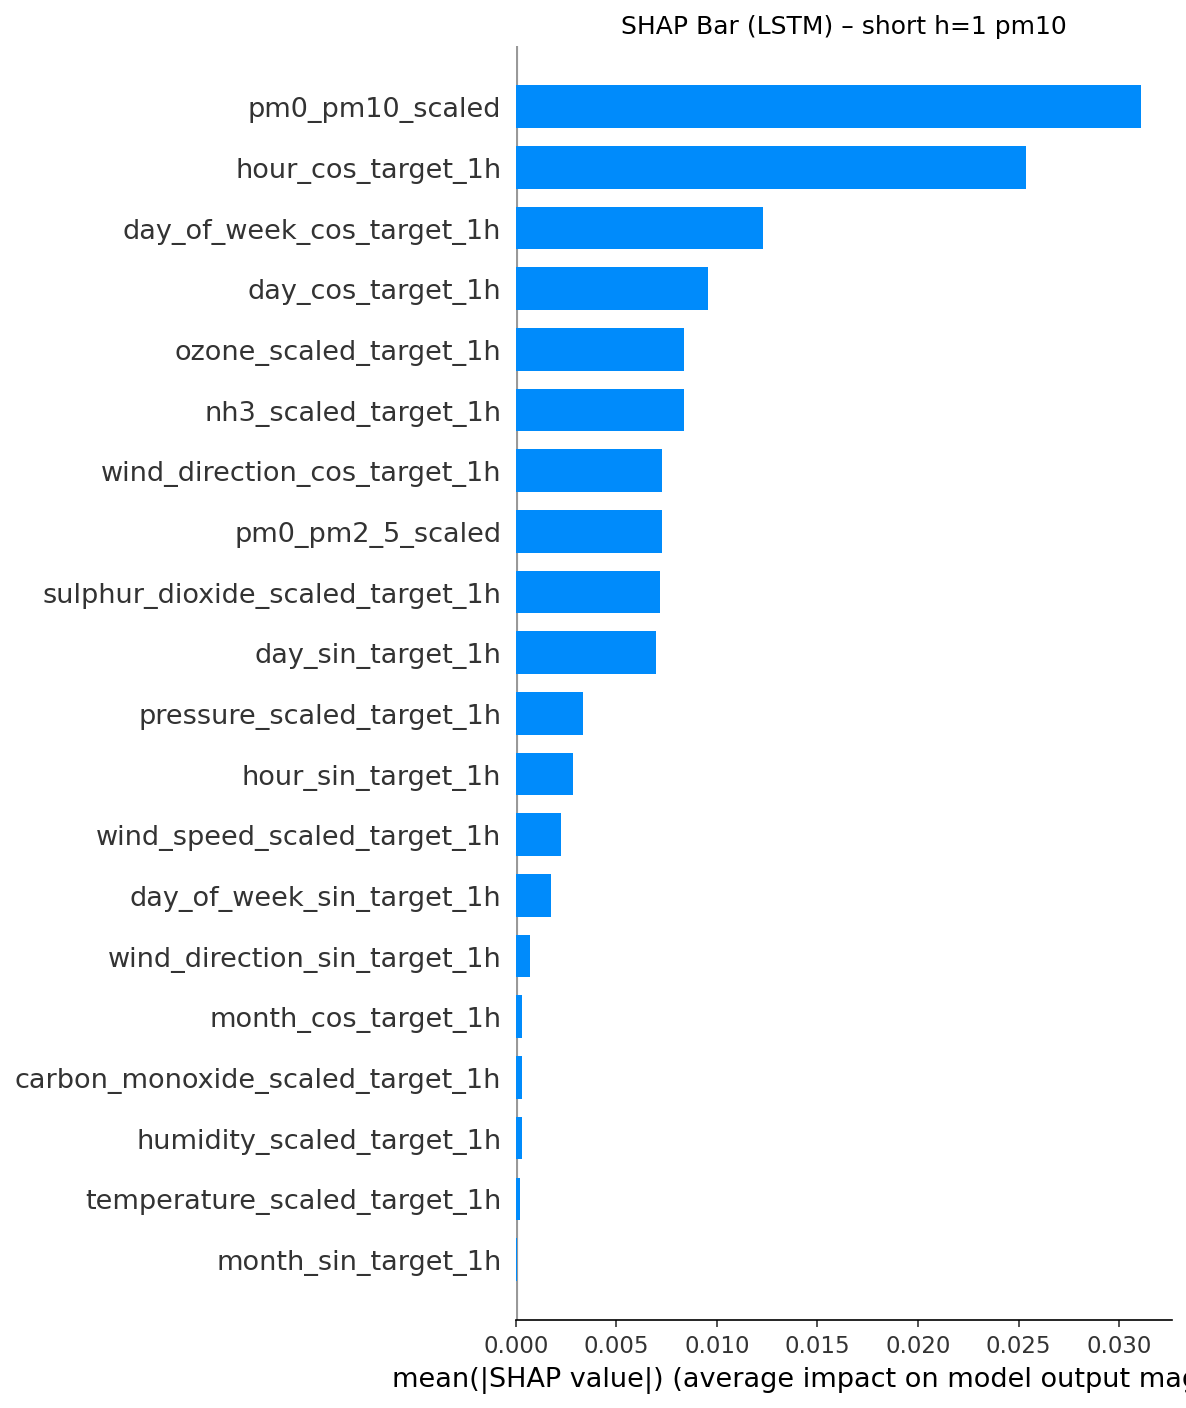 SHAP Bar (LSTM) – short h=1 pm10
pm0_pm10_scaled
hour_cos_target_1h
day_of_week_cos_target_1h
day_cos_target_1h
ozone_scaled_target_1h
nh3_scaled_target_1h
wind_direction_cos_target_1h
pm0_pm2_5_scaled
sulphur_dioxide_scaled_target_1h
day_sin_target_1h
pressure_scaled_target_1h
hour_sin_target_1h
wind_speed_scaled_target_1h
day_of_week_sin_target_1h
wind_direction_sin_target_1h
month_cos_target_1h
carbon_monoxide_scaled_target_1h
humidity_scaled_target_1h
temperature_scaled_target_1h
month_sin_target_1h
0.000 0.005 0.010 0.015 0.020 0.025 0.030
mean(|SHAP value|) (average impact on model output mag